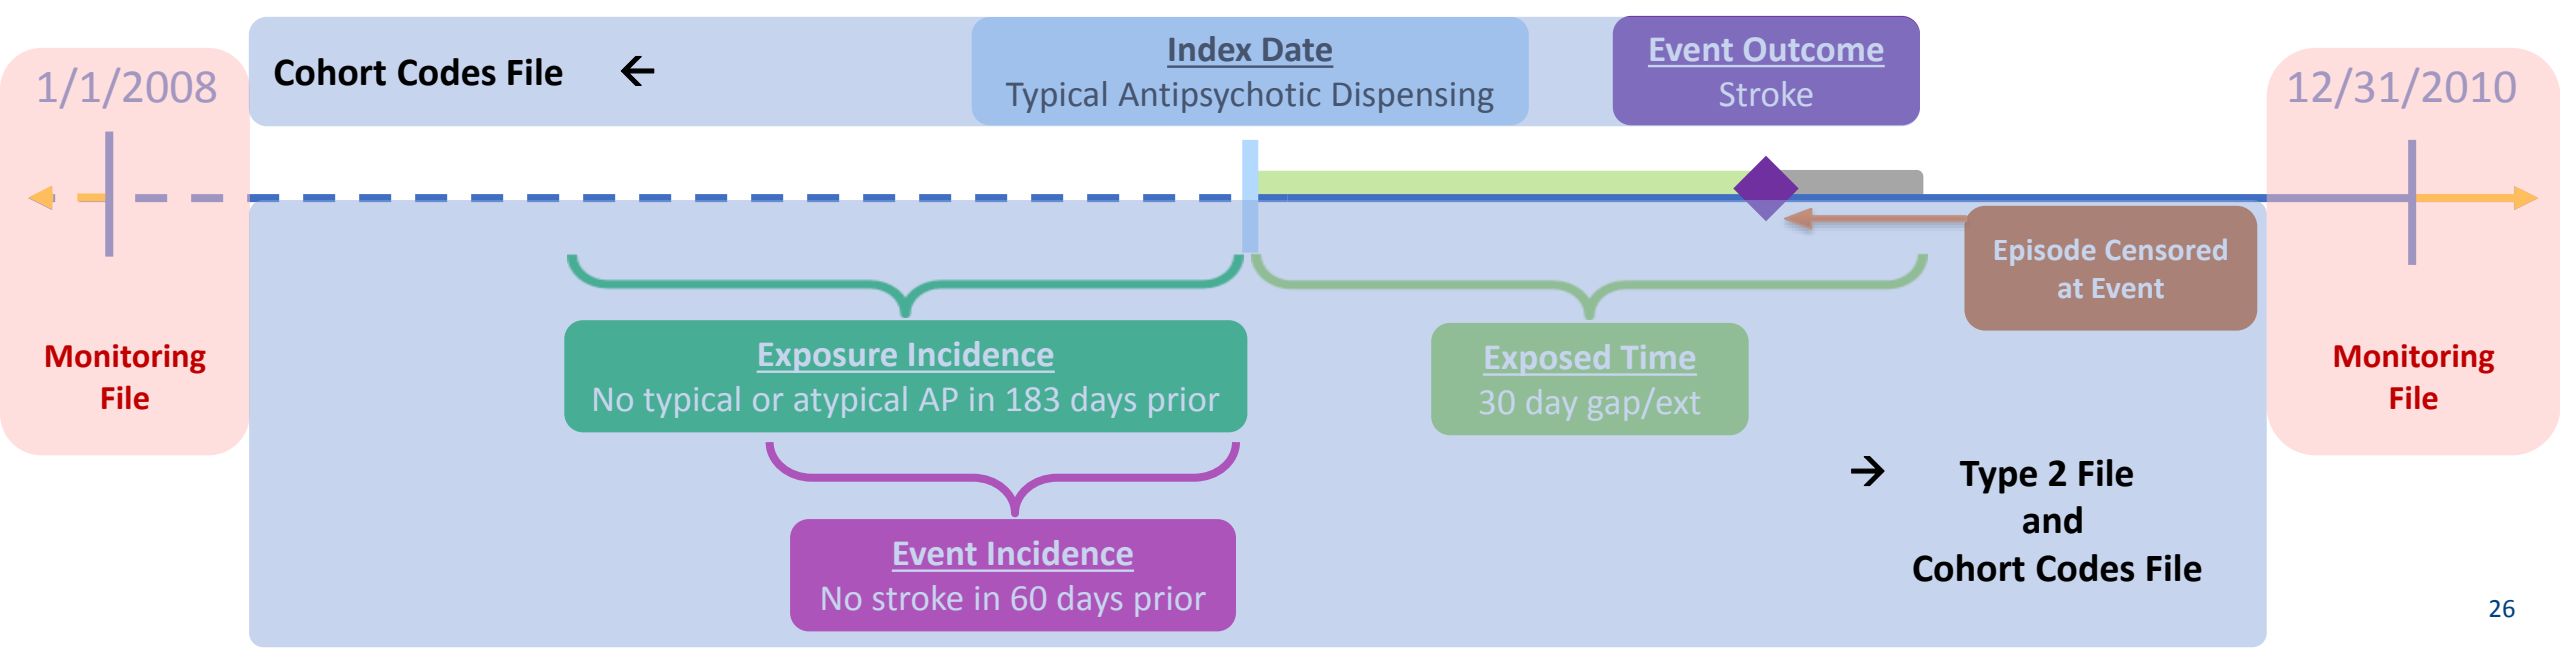 1/1/2008
Monitoring
File
Cohort Codes File ←
Index Date
Typical Antipsychotic Dispensing
Event Outcome
Stroke
12/31/2010
Monitoring
File
Episode Censored
at Event
Exposure Incidence
No typical or atypical AP in 183 days prior
Exposed Time
30 day gap/ext
Event Incidence
No stroke in 60 days prior
→ Type 2 File
and
Cohort Codes File
26